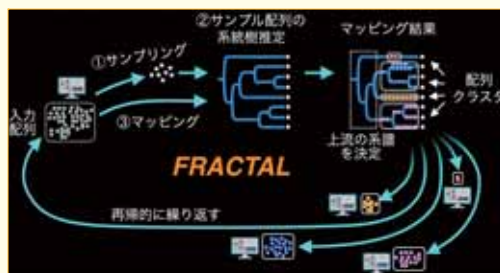 ①サンプリング
②サンプル配列の
系統樹推定
マッピング結果
入力
配列
③マッピング
配列
クラスタ
上流の系譜
を決定
FRACTAL
再帰的に繰り返す